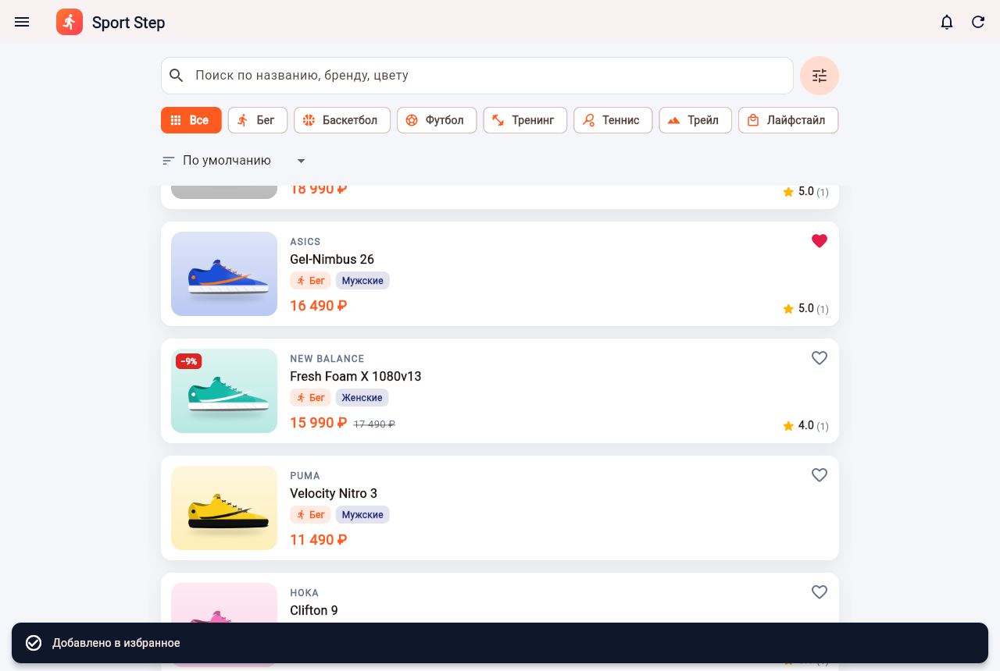 Sport Step
Поиск по названию, бренду, цвету
Все
Бег
Баскетбол
Футбол
Тренинг
Теннис
Трейл
Лайфстайл
По умолчанию
18 990 ₽
5.0 (1)
ASICS
Gel-Nimbus 26
Бег
Мужские
16 490 ₽
5.0 (1)
−9%
NEW BALANCE
Fresh Foam X 1080v13
Бег
Женские
15 990 ₽ 17 490 ₽
4.0 (1)
PUMA
Velocity Nitro 3
Бег
Мужские
11 490 ₽
HOKA
Clifton 9
Добавлено в избранное